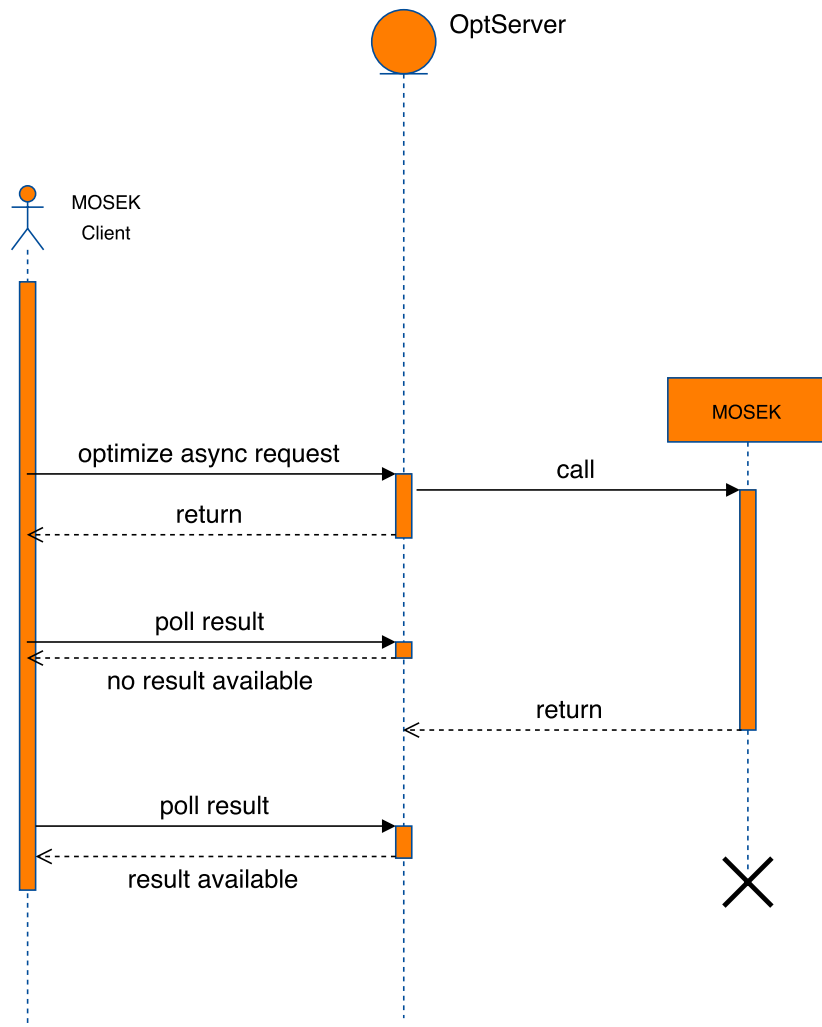 OptServer
MOSEK
Client
MOSEK
optimize async request
call
return
poll result
no result available
return
poll result
result available